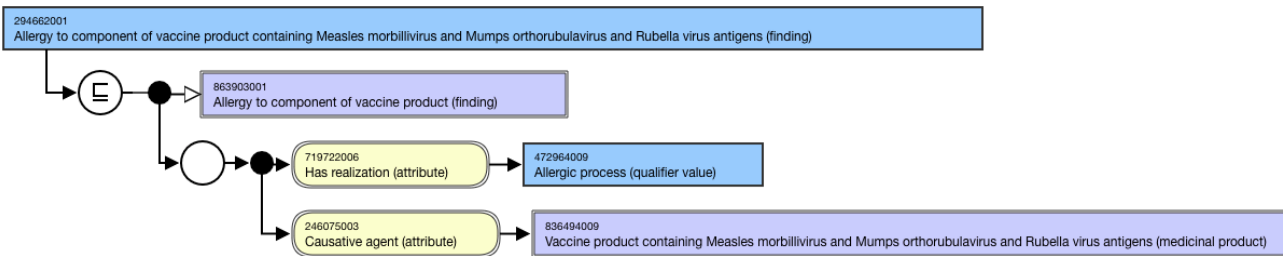 294662001
Allergy to component of vaccine product containing Measles morbillivirus and Mumps orthorubulavirus and Rubella virus antigens (finding)
⊑
863903001
Allergy to component of vaccine product (finding)
719722006
Has realization (attribute)
472964009
Allergic process (qualifier value)
246075003
Causative agent (attribute)
836494009
Vaccine product containing Measles morbillivirus and Mumps orthorubulavirus and Rubella virus antigens (medicinal product)